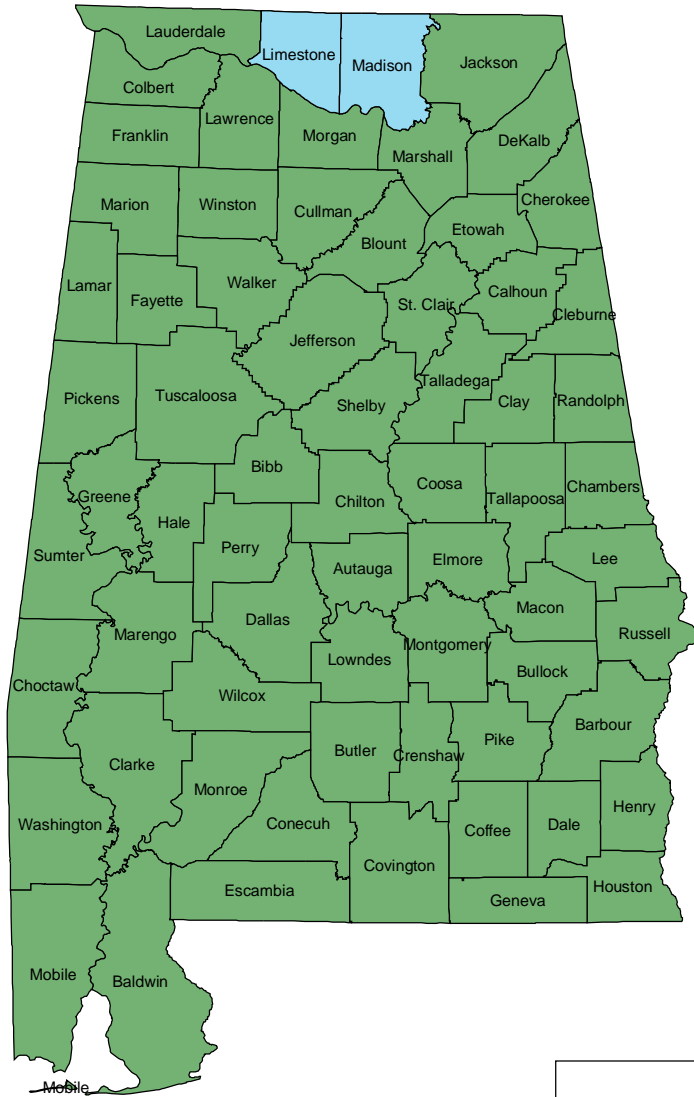 Lauderdale
Limestone
Madison
Jackson
Colbert
Lawrence
Franklin
Morgan
DeKalb
Marshall
Marion
Winston
Cullman
Cherokee
Blount
Etowah
Lamar
Fayette
Walker
St. Clair
Calhoun
Cleburne
Jefferson
Talladega
Pickens
Tuscaloosa
Shelby
Clay
Randolph
Bibb
Greene
Hale
Chilton
Coosa
Tallapoosa
Chambers
Sumter
Perry
Autauga
Elmore
Lee
Marengo
Dallas
Macon
Russell
Choctaw
Lowndes
Montgomery
Bullock
Wilcox
Clarke
Butler
Crenshaw
Pike
Barbour
Monroe
Washington
Conecuh
Covington
Coffee
Dale
Henry
Escambia
Geneva
Houston
Mobile
Baldwin
Mobile